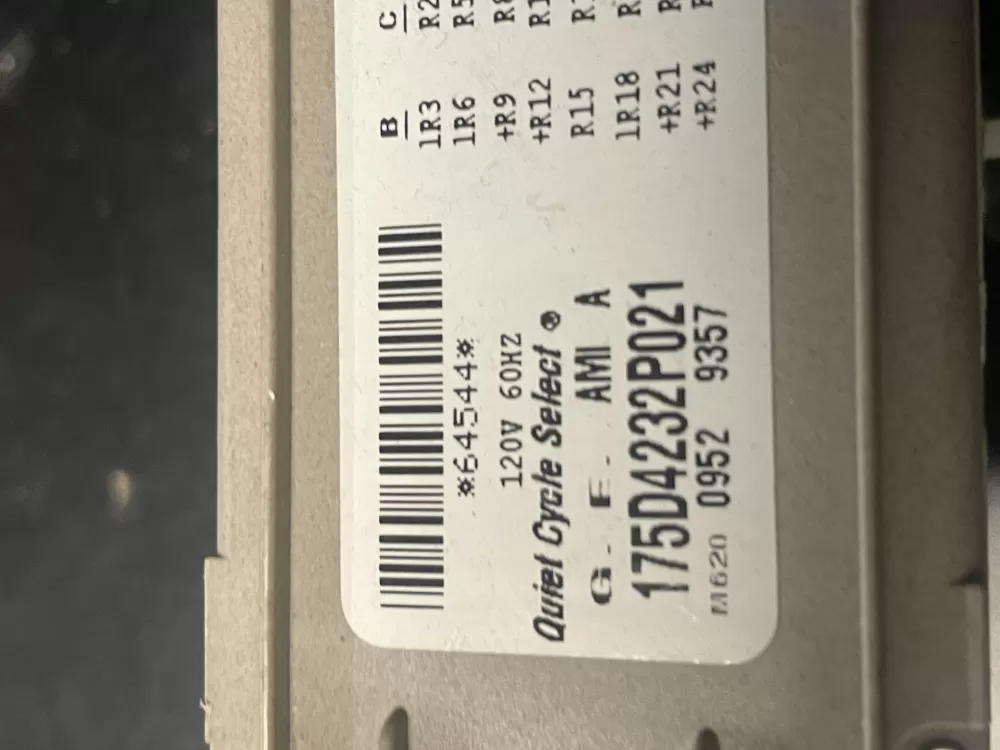 *64544*
120V 60HZ
Quiet Cycle Select ®
G. E. AMI A
175D4232P021
M620 0952 9357
B C
1R3
1R6
+R9
+R12
R15
1R18
+R21
+R24